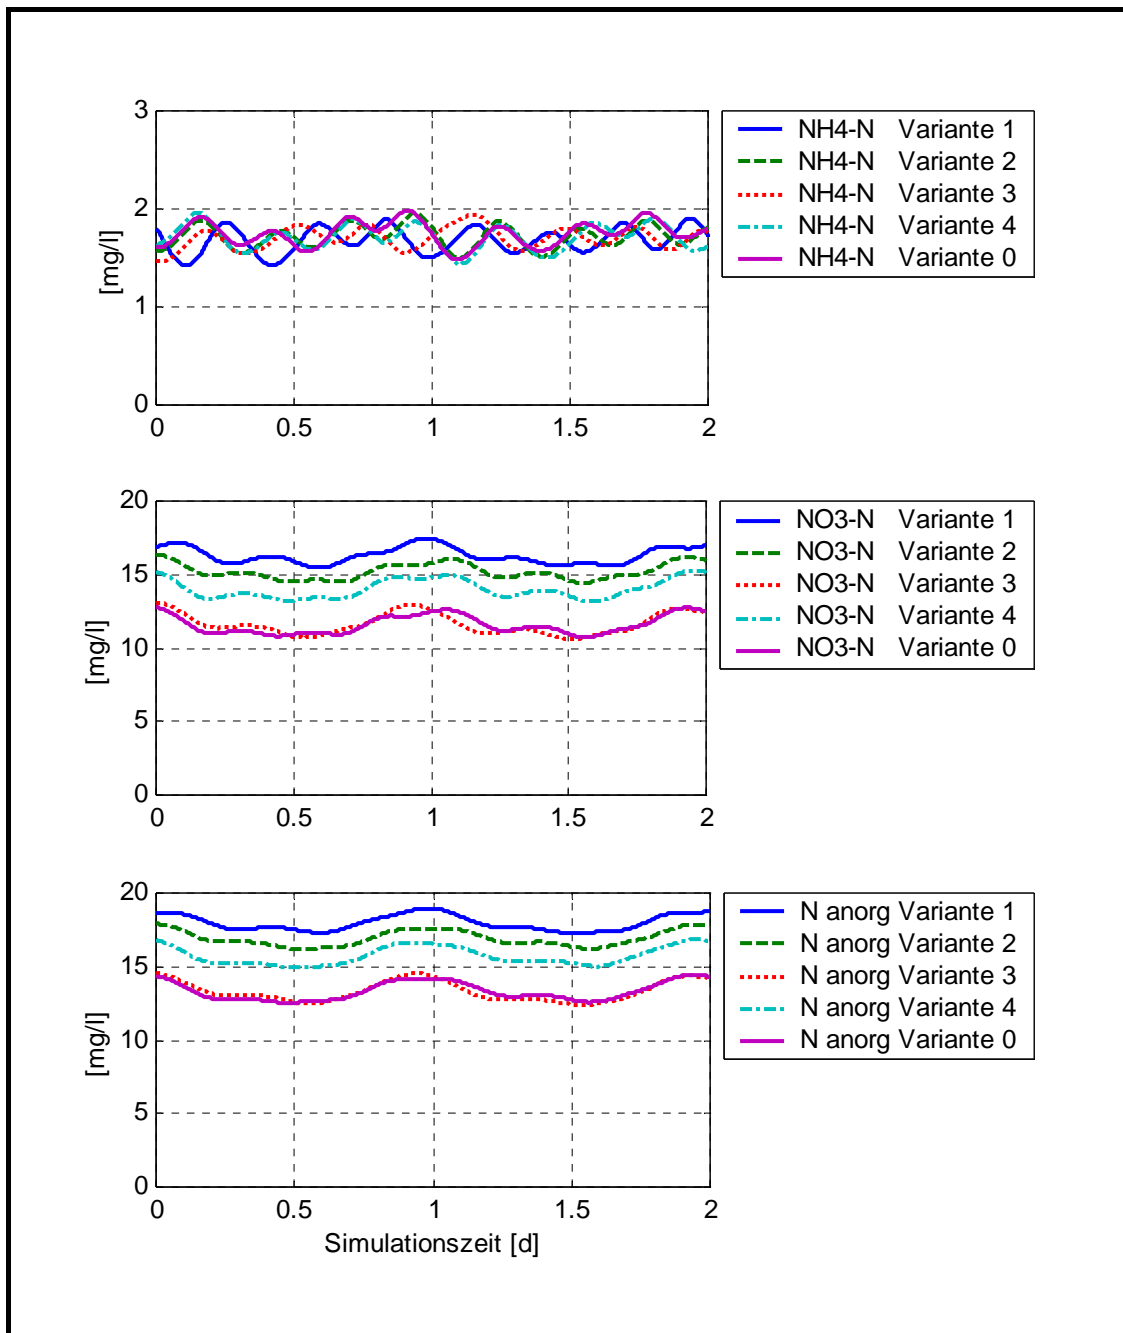 3
2
1
0
[mg/l]
0 0.5 1 1.5 2
NH4-N Variante 1
NH4-N Variante 2
NH4-N Variante 3
NH4-N Variante 4
NH4-N Variante 0
20
15
10
5
0
[mg/l]
0 0.5 1 1.5 2
NO3-N Variante 1
NO3-N Variante 2
NO3-N Variante 3
NO3-N Variante 4
NO3-N Variante 0
20
15
10
5
0
[mg/l]
0 0.5 1 1.5 2
Simulationszeit [d]
N anorg Variante 1
N anorg Variante 2
N anorg Variante 3
N anorg Variante 4
N anorg Variante 0